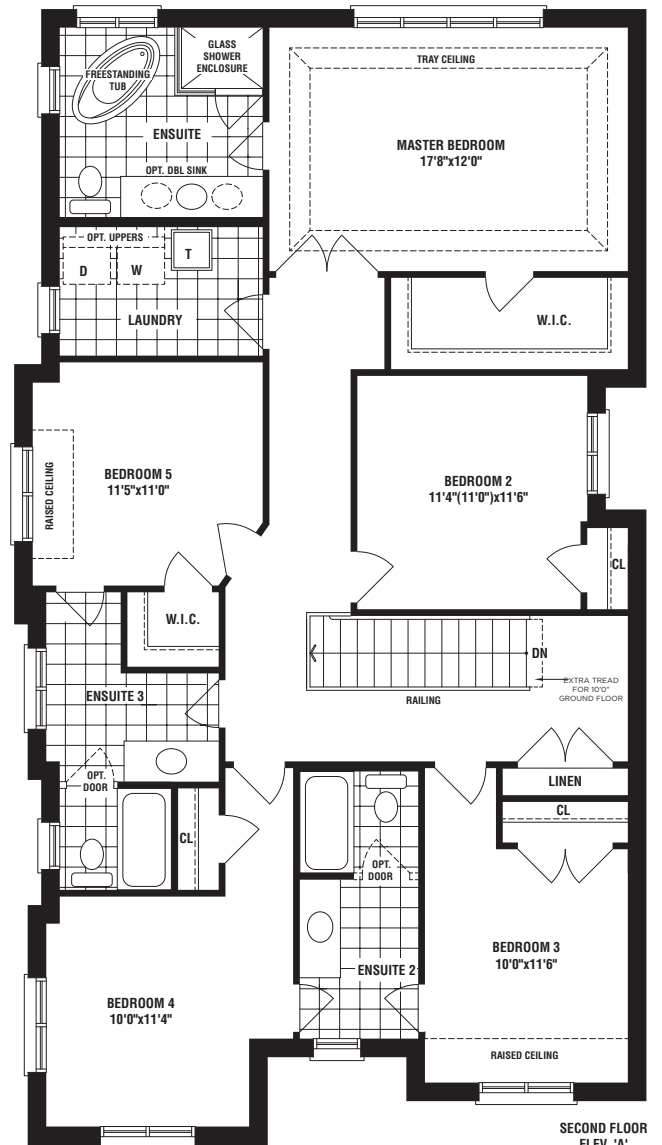 GLASS
SHOWER
ENCLOSURE
FREESTANDING
TUB
ENSUITE
OPT. DBL SINK
TRAY CEILING
MASTER BEDROOM
17'8"x12'0"
OPT. UPPERS
D
W
T
LAUNDRY
W.I.C.
RAISED CEILING
BEDROOM 5
11'5"x11'0"
BEDROOM 2
11'4"(11'0")x11'6"
CL
W.I.C.
DN
EXTRA TREAD
FOR 10'0"
GROUND FLOOR
RAILING
ENSUITE 3
OPT.
DOOR
LINEN
CL
CL
OPT.
DOOR
BEDROOM 3
10'0"x11'6"
ENSUITE 2
BEDROOM 4
10'0"x11'4"
RAISED CEILING
SECOND FLOOR
ELEV. 'A'